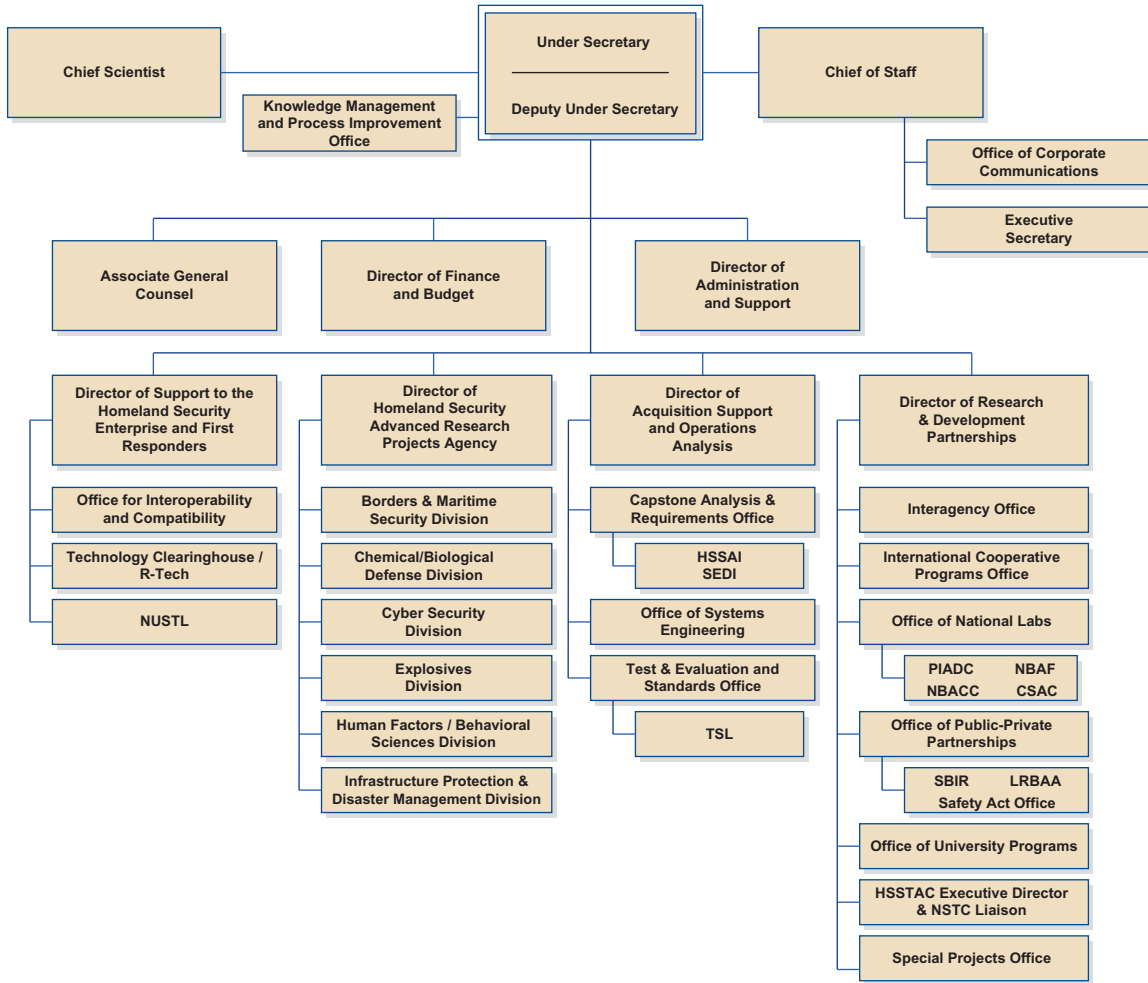 Chief Scientist
Under Secretary
Deputy Under Secretary
Chief of Staff
Knowledge Management
and Process Improvement
Office
Office of Corporate
Communications
Executive
Secretary
Associate General
Counsel
Director of Finance
and Budget
Director of
Administration
and Support
Director of Support to the
Homeland Security
Enterprise and First
Responders
Office for Interoperability
and Compatibility
Technology Clearinghouse /
R-Tech
NUSTL
Director of
Homeland Security
Advanced Research
Projects Agency
Borders & Maritime
Security Division
Chemical/Biological
Defense Division
Cyber Security
Division
Explosives
Division
Human Factors / Behavioral
Sciences Division
Infrastructure Protection &
Disaster Management Division
Director of
Acquisition Support
and Operations
Analysis
Capstone Analysis &
Requirements Office
HSSAI
SEDI
Office of Systems
Engineering
Test & Evaluation and
Standards Office
TSL
Director of Research
& Development
Partnerships
Interagency Office
International Cooperative
Programs Office
Office of National Labs
PIADC NBAF
NBACC CSAC
Office of Public-Private
Partnerships
SBIR LRBAA
Safety Act Office
Office of University Programs
HSSTAC Executive Director
& NSTC Liaison
Special Projects Office